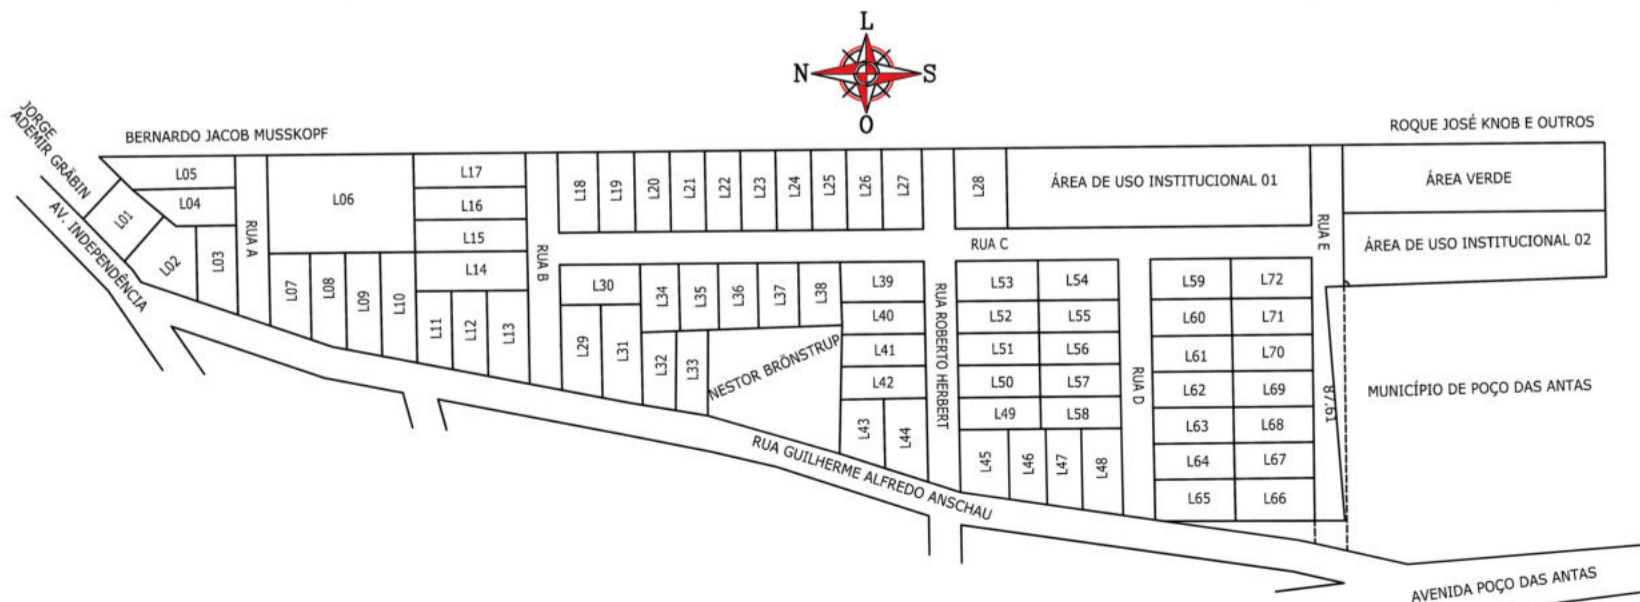 L
N
S
O
JORGE
ADEMIR GRÄBIN
BERNARDO JACOB MUSSKOPF
ROQUE JOSÉ KNOB E OUTROS
AV. INDEPENDÊNCIA
L01
L02
L03
L04
L05
RUA A
L06
L07
L08
L09
L10
L17
L16
L15
L14
L11
L12
L13
RUA B
L18
L19
L20
L21
L22
L23
L24
L25
L26
L27
L28
ÁREA DE USO INSTITUCIONAL 01
RUA C
RUA E
ÁREA VERDE
ÁREA DE USO INSTITUCIONAL 02
L30
L29
L31
L34
L35
L36
L37
L38
L32
L33
NESTOR BRÖNSTRUP
L39
L40
L41
L42
L43
L44
RUA ROBERTO HERBERT
L53
L54
L52
L55
L51
L56
L50
L57
L49
L58
L45
L46
L47
L48
RUA D
L59
L72
L60
L71
L61
L70
L62
L69
L63
L68
L64
L67
L65
L66
87.61
MUNICÍPIO DE POÇO DAS ANTAS
RUA GUILHERME ALFREDO ANSCHAU
AVENIDA POÇO DAS ANTAS